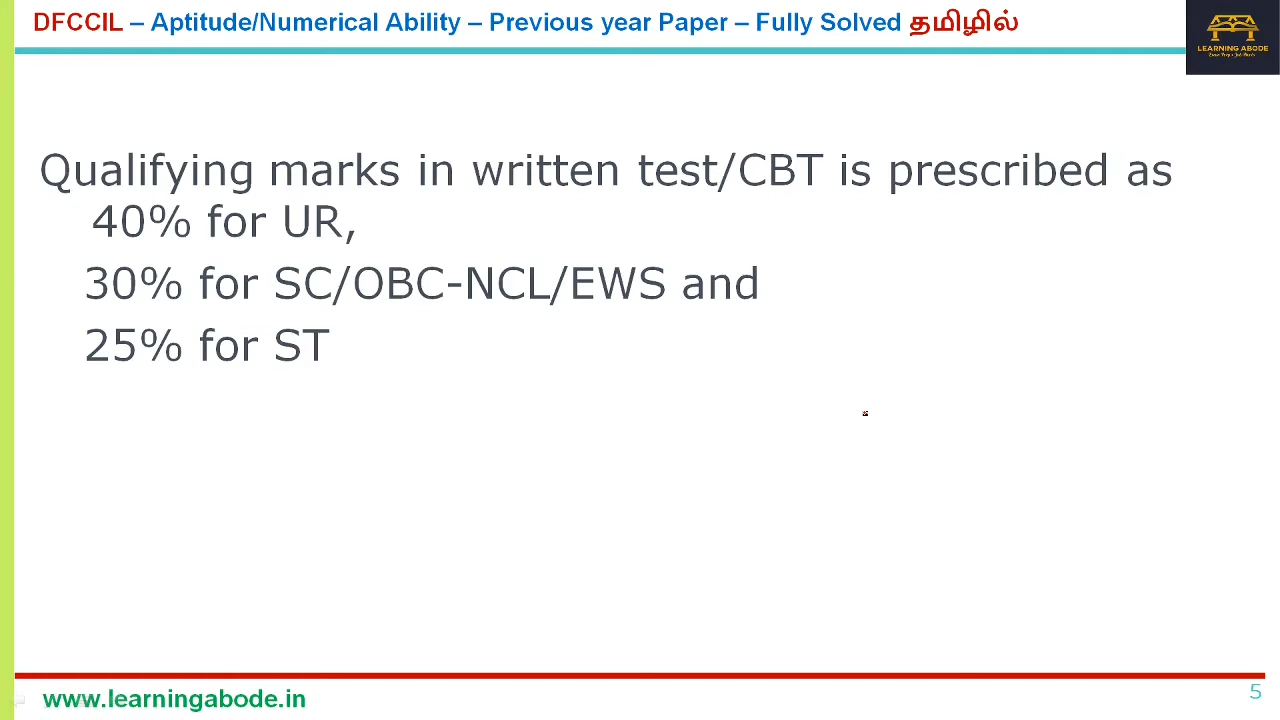 DFCCIL – Aptitude/Numerical Ability – Previous year Paper – Fully Solved தமிழில்
LEARNING ABODE
Qualifying marks in written test/CBT is prescribed as
40% for UR,
30% for SC/OBC-NCL/EWS and
25% for ST
www.learningabode.in
5